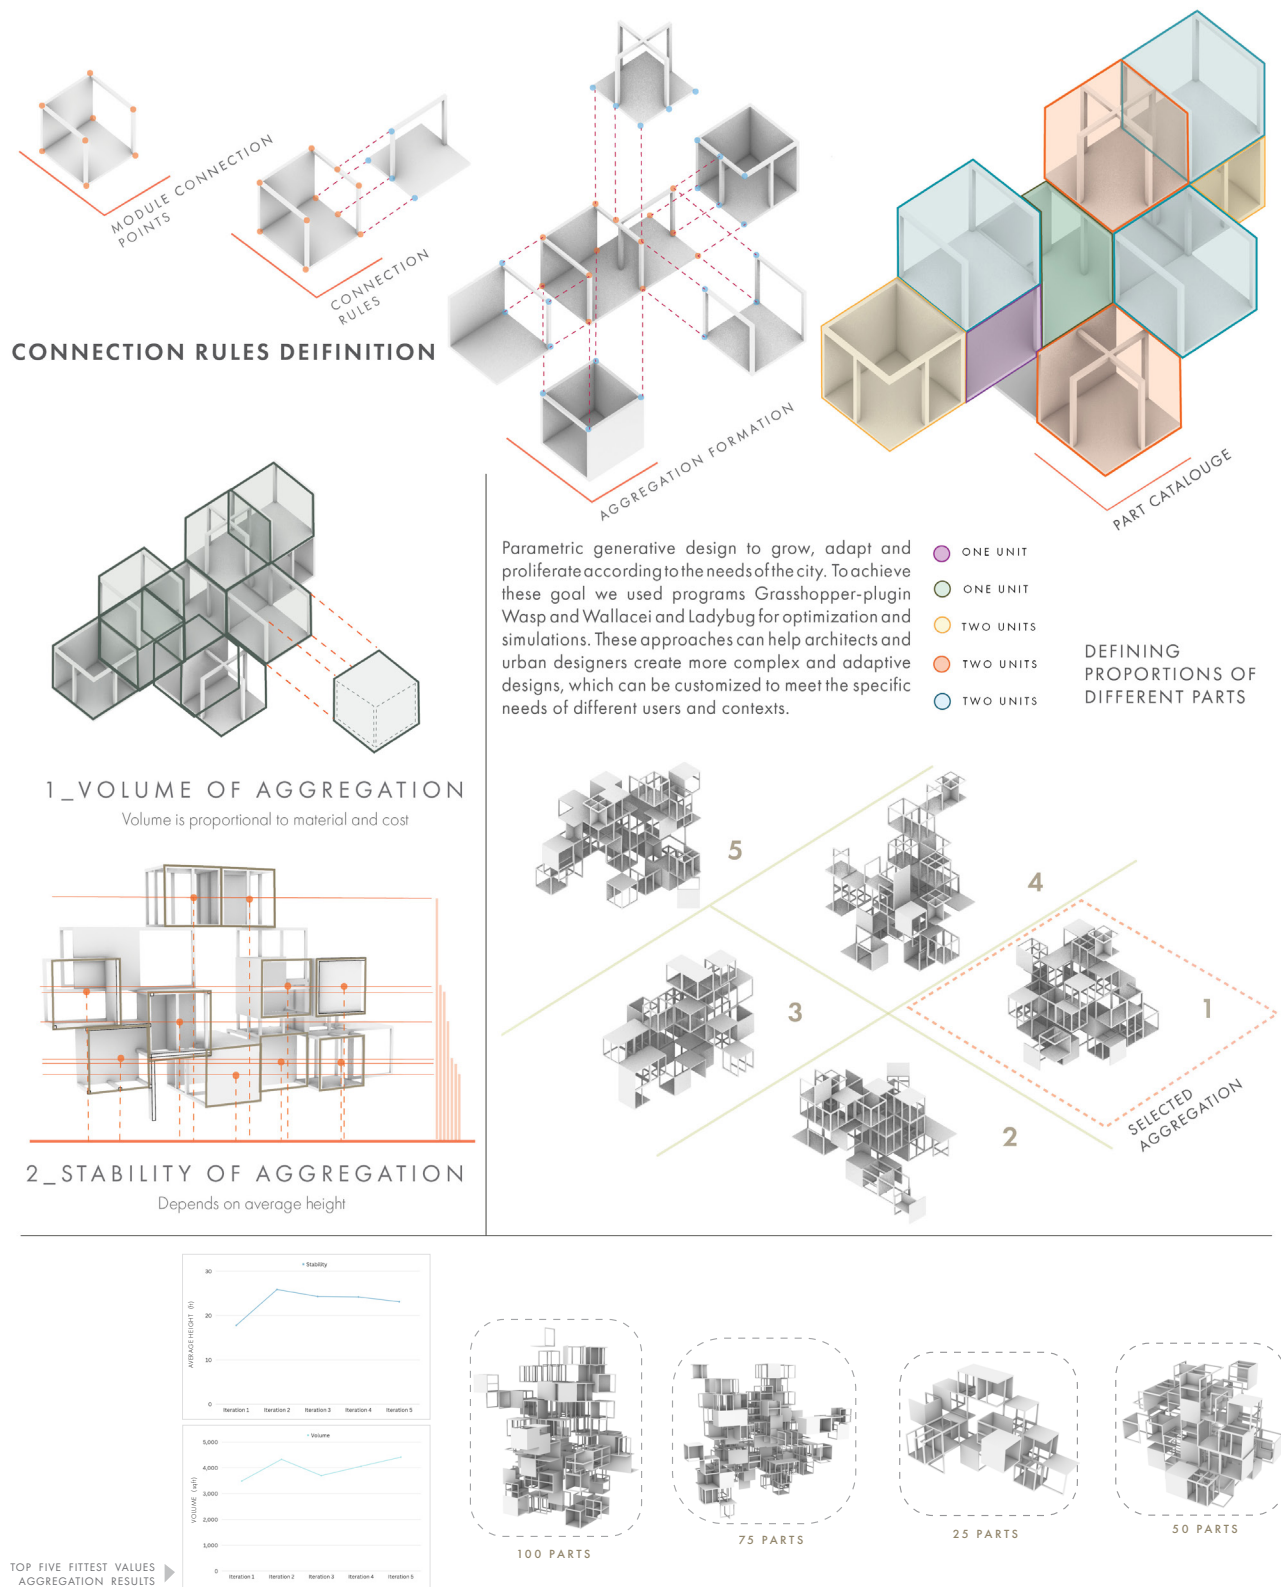 MODULE CONNECTION
POINTS
CONNECTION
RULES
CONNECTION RULES DEIFINITION
AGGREGATION FORMATION
PART CATALOUGE
Parametric generative design to grow, adapt and
proliferate according to the needs of the city. To achieve
these goal we used programs Grasshopper-plugin
Wasp and Wallacei and Ladybug for optimization and
simulations. These approaches can help architects and
urban designers create more complex and adaptive
designs, which can be customized to meet the specific
needs of different users and contexts.
ONE UNIT
ONE UNIT
TWO UNITS
TWO UNITS
TWO UNITS
DEFINING
PROPORTIONS OF
DIFFERENT PARTS
1_VOLUME OF AGGREGATION
Volume is proportional to material and cost
2_STABILITY OF AGGREGATION
Depends on average height
5
4
3
1
2
SELECTED
AGGREGATION
Stability
AVERAGE HEIGHT (h)
30
20
10
0
Iteration 1 Iteration 2 Iteration 3 Iteration 4 Iteration 5
Volume
VOLUME (sqh)
5,000
4,000
3,000
2,000
1,000
0
Iteration 1 Iteration 2 Iteration 3 Iteration 4 Iteration 5
TOP FIVE FITTEST VALUES
AGGREGATION RESULTS
100 PARTS
75 PARTS
25 PARTS
50 PARTS